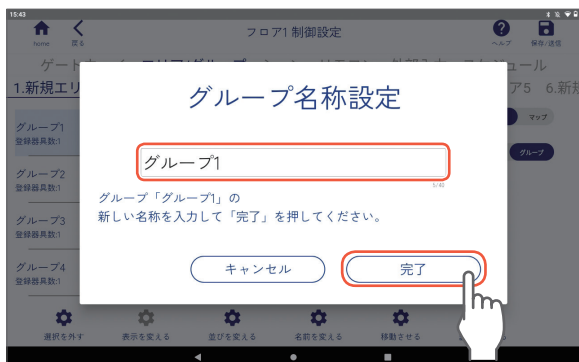 15:43
フロア1 制御設定
home
戻る
ヘルプ
保存/送信
1.新規エリ
ア5 6.新規
グループ名称設定
マップ
グループ
グループ1
登録器具数:1
グループ1
5/40
グループ2
登録器具数:1
グループ「グループ1」の
新しい名称を入力して「完了」を押してください。
グループ3
登録器具数:1
グループ4
登録器具数:1
キャンセル
完了
選択を外す
表示を変える
並びを変える
名前を変える
移動させる